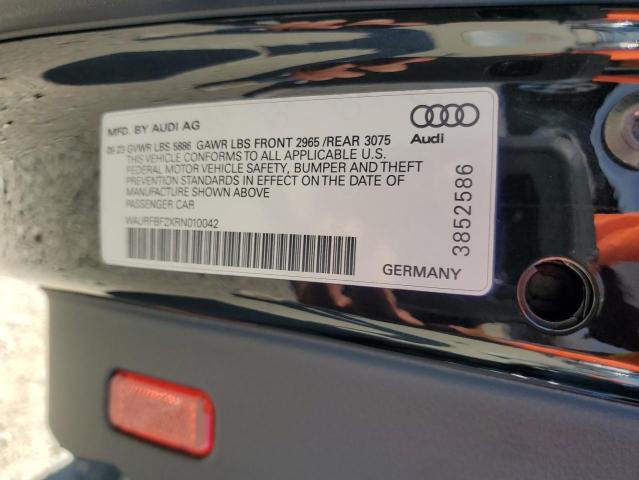 MFD. BY AUDI AG
05-23 GVWR LBS 5886 GAWR LBS FRONT 2965 /REAR 3075
THIS VEHICLE CONFORMS TO ALL APPLICABLE U.S.
FEDERAL MOTOR VEHICLE SAFETY, BUMPER AND THEFT
PREVENTION STANDARDS IN EFFECT ON THE DATE OF
MANUFACTURE SHOWN ABOVE
PASSENGER CAR
WAURFBF2XRN010042
Audi
3852586
GERMANY